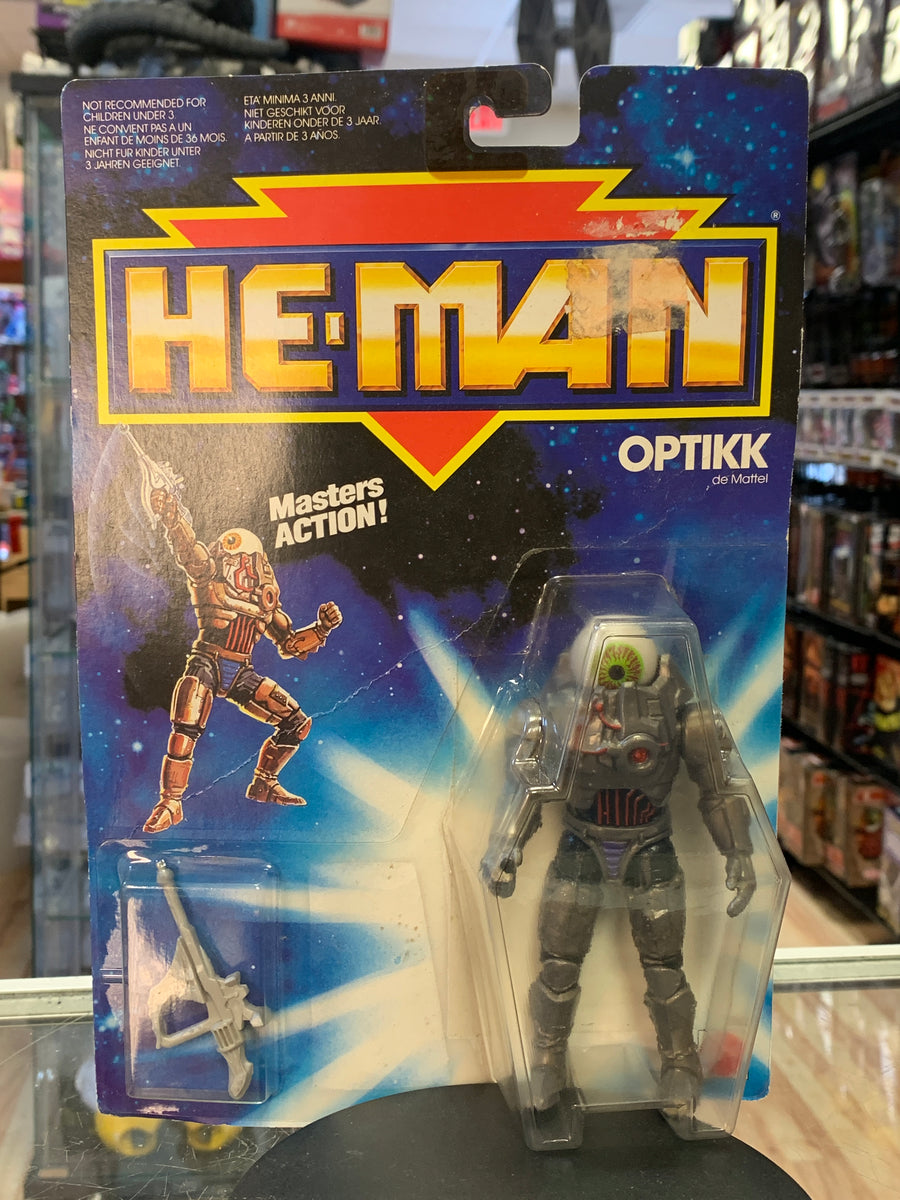 NOT RECOMMENDED FOR
CHILDREN UNDER 3.
NE CONVIENT PAS A UN
ENFANT DE MOINS DE 36 MOIS.
NICHT FUR KINDER UNTER
3 JAHREN GEEIGNET.
ETA' MINIMA 3 ANNI.
NIET GESCHIKT VOOR
KINDEREN ONDER DE 3 JAAR.
A PARTIR DE 3 AÑOS.
®
HE·MAN
OPTIKK
de Mattel
Masters
ACTION!